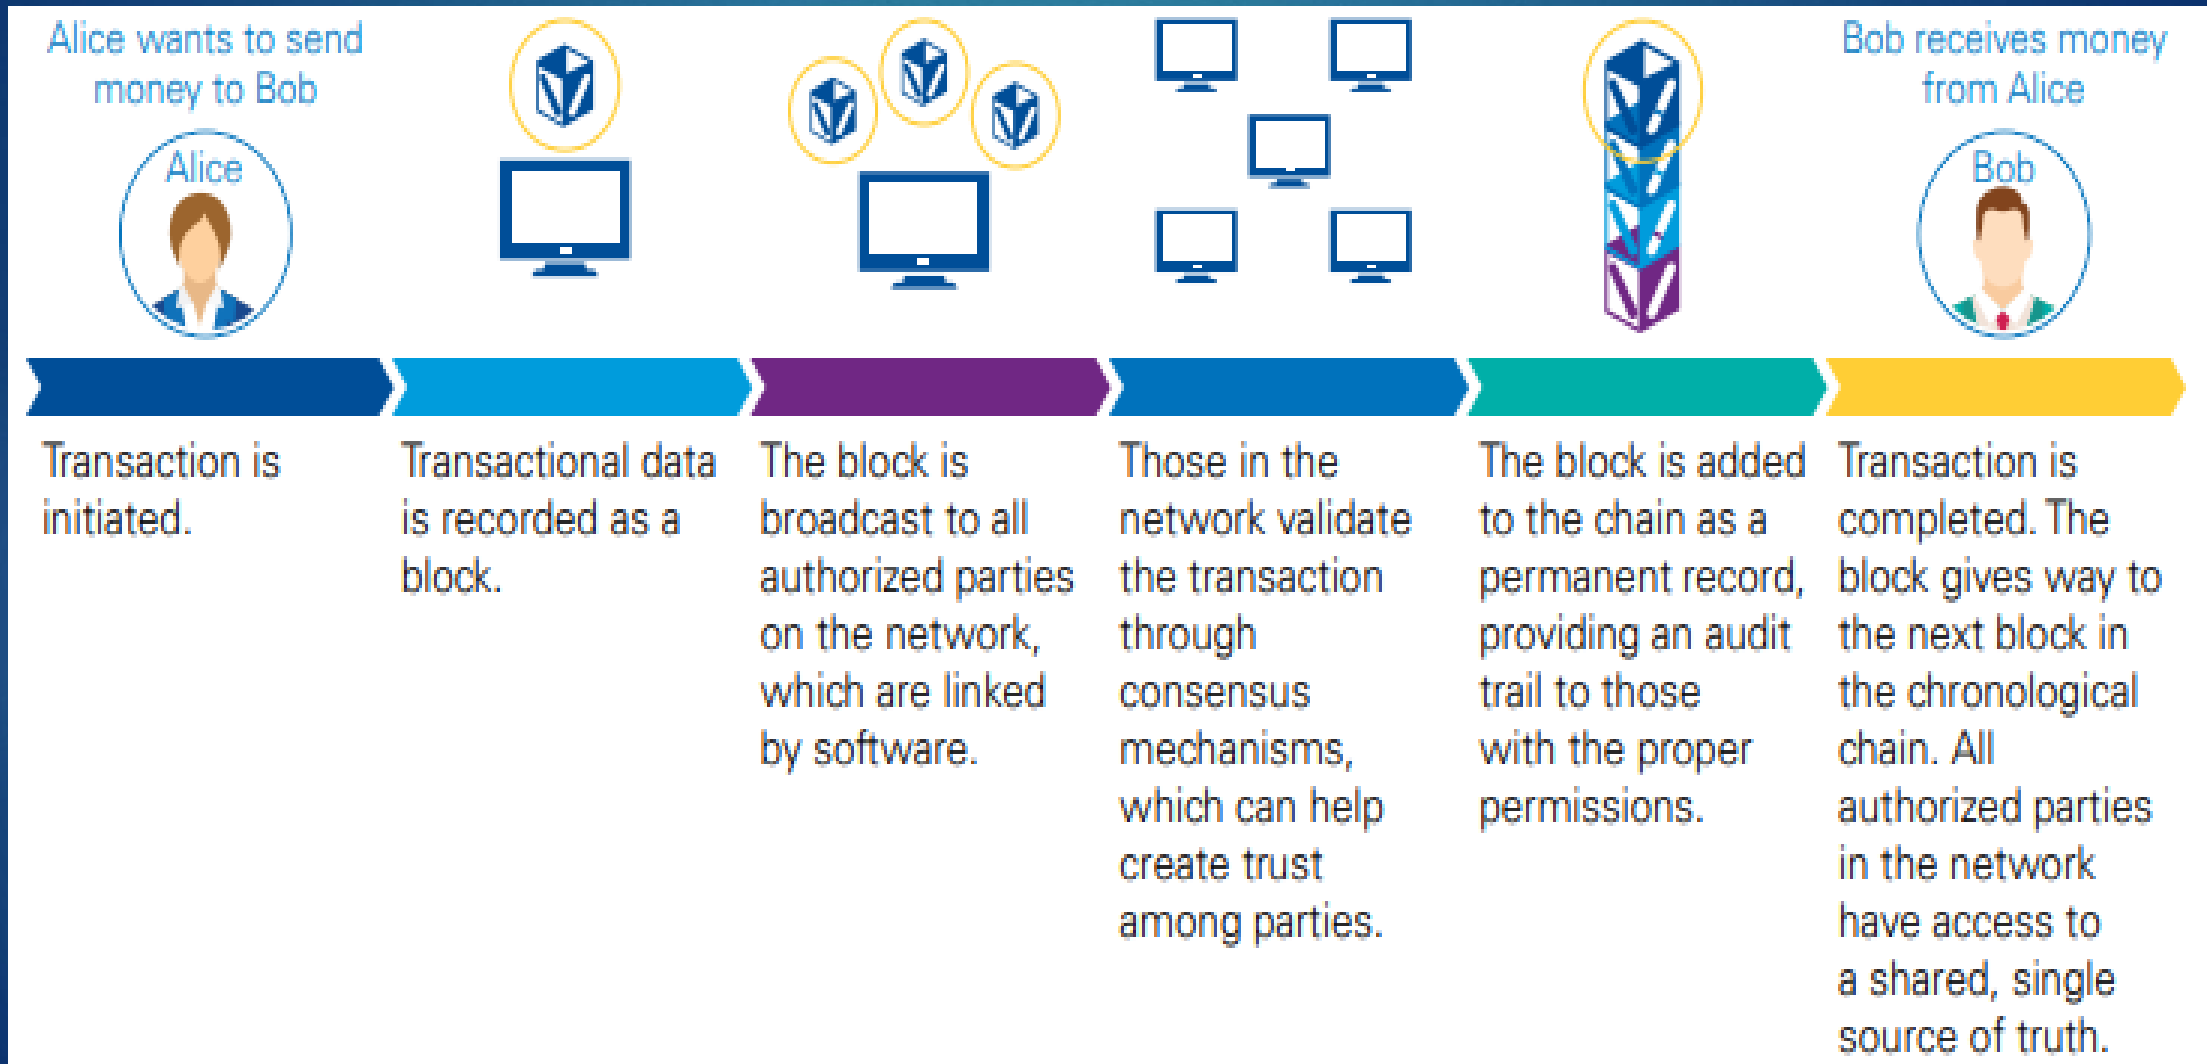 Alice wants to send
money to Bob
Alice
Bob receives money
from Alice
Bob
Transaction is
initiated.
Transactional data
is recorded as a
block.
The block is
broadcast to all
authorized parties
on the network,
which are linked
by software.
Those in the
network validate
the transaction
through
consensus
mechanisms,
which can help
create trust
among parties.
The block is added
to the chain as a
permanent record,
providing an audit
trail to those
with the proper
permissions.
Transaction is
completed. The
block gives way to
the next block in
the chronological
chain. All
authorized parties
in the network
have access to
a shared, single
source of truth.